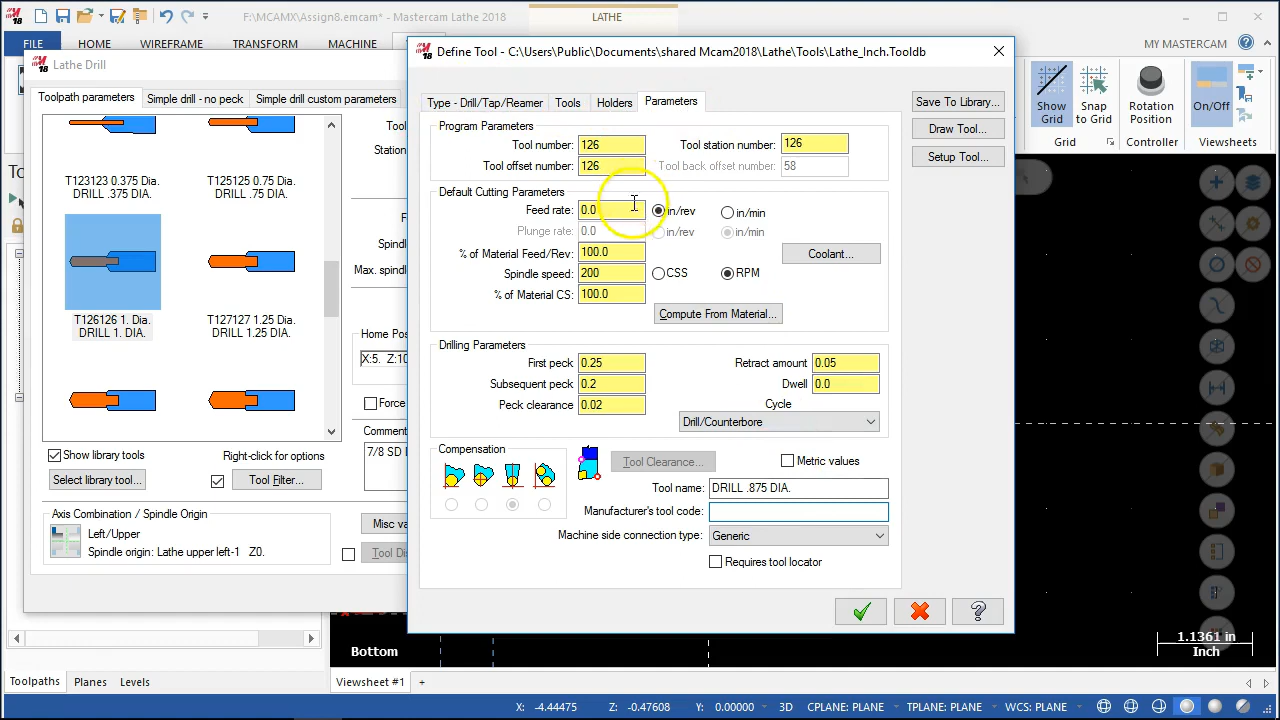 F:\MCAMX\Assign8.emcam* - Mastercam Lathe 2018
LATHE
FILE
HOME
WIREFRAME
TRANSFORM
MACHINE
MY MASTERCAM
Define Tool - C:\Users\Public\Documents\shared Mcam2018\Lathe\Tools\Lathe_Inch.Tooldb
Lathe Drill
Toolpath parameters
Simple drill - no peck
Simple drill custom parameters
Type - Drill/Tap/Reamer
Tools
Holders
Parameters
Save To Library...
Draw Tool...
Setup Tool...
Show Grid
Snap to Grid
Rotation Position
On/Off
Grid
Viewsheets
Program Parameters
Tool number: 126
Tool station number: 126
Tool offset number: 126
Tool back offset number: 58
Default Cutting Parameters
Feed rate: 0.0
in/rev
in/min
Plunge rate: 0.0
in/rev
in/min
% of Material Feed/Rev: 100.0
Coolant...
Spindle speed: 200
CSS
RPM
% of Material CS: 100.0
Compute From Material...
Drilling Parameters
First peck 0.25
Retract amount 0.05
Subsequent peck 0.2
Dwell 0.0
Peck clearance 0.02
Cycle
Drill/Counterbore
Compensation
Tool Clearance...
Metric values
Tool name: DRILL .875 DIA.
Manufacturer's tool code:
Machine side connection type: Generic
Requires tool locator
T123123 0.375 Dia.
DRILL .375 DIA.
T125125 0.75 Dia.
DRILL .75 DIA.
T126126 1. Dia.
DRILL 1. DIA.
T127127 1.25 Dia.
DRILL 1.25 DIA.
Tool
Station
Spindl
Max. spindl
Home Pos
X:5. Z:10
Force
Comment
7/8 SD
Show library tools
Right-click for options
Select library tool...
Tool Filter...
Axis Combination / Spindle Origin
Left/Upper
Spindle origin: Lathe upper left-1 Z0.
Misc va
Tool Dis
Bottom
1.1361 in
Inch
Toolpaths
Planes
Levels
Viewsheet #1
+
X: -4.44475
Z: -0.47608
Y: 0.00000
3D
CPLANE: PLANE
TPLANE: PLANE
WCS: PLANE